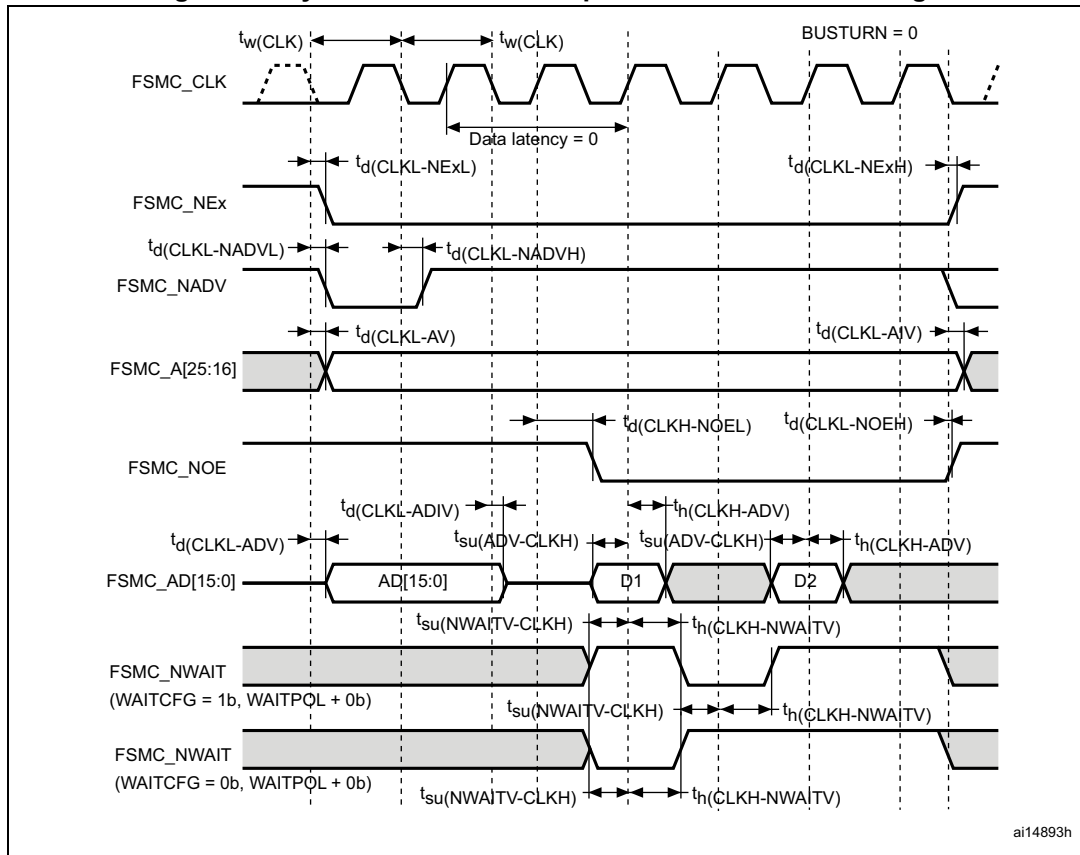 tw(CLK) tw(CLK) BUSTURN = 0
FSMC_CLK
Data latency = 0
td(CLKL-NExL) td(CLKL-NExH)
FSMC_NEx
td(CLKL-NADVL) td(CLKL-NADVH)
FSMC_NADV
td(CLKL-AV) td(CLKL-AIV)
FSMC_A[25:16]
td(CLKH-NOEL) td(CLKL-NOEH)
FSMC_NOE
td(CLKL-ADIV) th(CLKH-ADV)
td(CLKL-ADV) tsu(ADV-CLKH) tsu(ADV-CLKH) th(CLKH-ADV)
FSMC_AD[15:0] AD[15:0] D1 D2
tsu(NWAITV-CLKH) th(CLKH-NWAITV)
FSMC_NWAIT
(WAITCFG = 1b, WAITPOL + 0b)
tsu(NWAITV-CLKH) th(CLKH-NWAITV)
FSMC_NWAIT
(WAITCFG = 0b, WAITPOL + 0b)
tsu(NWAITV-CLKH) th(CLKH-NWAITV)
ai14893h